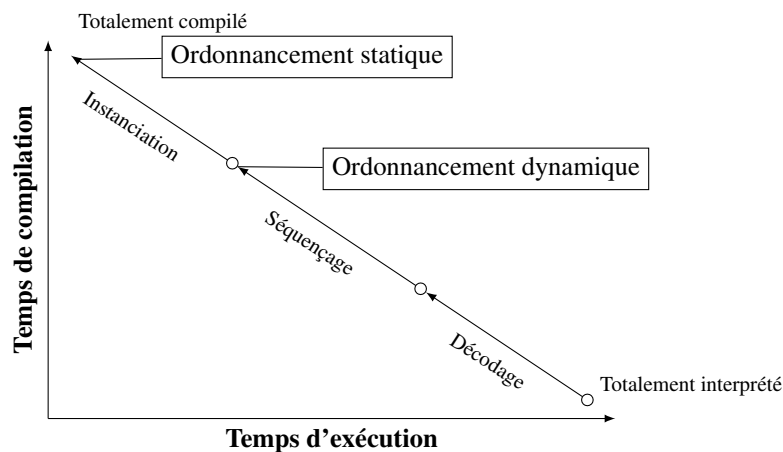 Totalement compilé
Ordonnancement statique
Instanciation
Ordonnancement dynamique
Séquençage
Décodage
Totalement interprété
Temps de compilation
Temps d'exécution